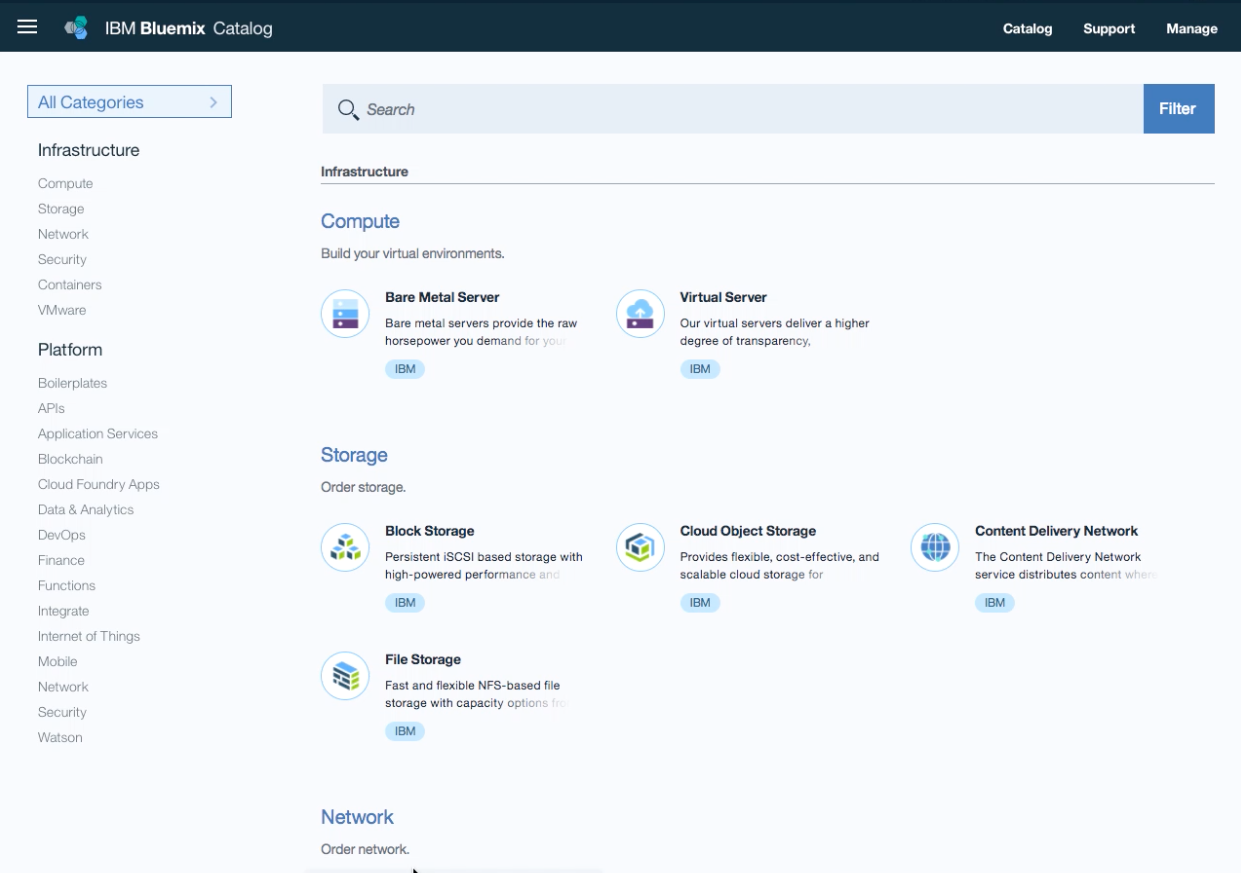 IBM Bluemix Catalog
Catalog Support Manage
All Categories
Infrastructure
Compute
Storage
Network
Security
Containers
VMware
Platform
Boilerplates
APIs
Application Services
Blockchain
Cloud Foundry Apps
Data & Analytics
DevOps
Finance
Functions
Integrate
Internet of Things
Mobile
Network
Security
Watson
Search
Filter
Infrastructure
Compute
Build your virtual environments.
Bare Metal Server
Bare metal servers provide the raw
horsepower you demand for your
IBM
Virtual Server
Our virtual servers deliver a higher
degree of transparency,
IBM
Storage
Order storage.
Block Storage
Persistent iSCSI based storage with
high-powered performance and
IBM
Cloud Object Storage
Provides flexible, cost-effective, and
scalable cloud storage for
IBM
Content Delivery Network
The Content Delivery Network
service distributes content where
IBM
File Storage
Fast and flexible NFS-based file
storage with capacity options from
IBM
Network
Order network.